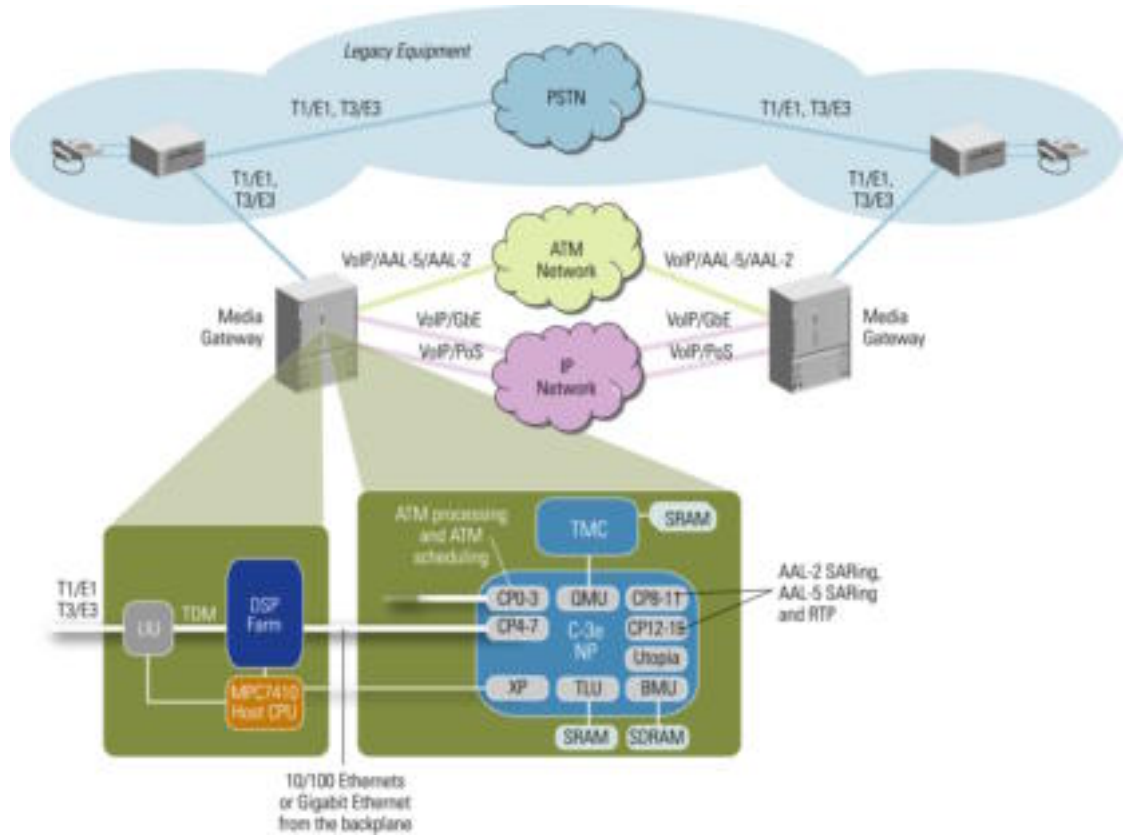 Legacy Equipment
PSTN
T1/E1, T3/E3
T1/E1, T3/E3
T1/E1,
T3/E3
T1/E1,
T3/E3
ATM
Network
VoIP/AAL-5/AAL-2
VoIP/AAL-5/AAL-2
Media
Gateway
VoIP/GbE
VoIP/GbE
Media
Gateway
VoIP/PoS
VoIP/PoS
IP
Network
ATM processing
and ATM
scheduling
TMC
SRAM
T1/E1
T3/E3
LIU
TDM
DSP
Farm
MPC7410
Host CPU
CP0-3
QMU
CP8-11
CP4-7
C-3e
NP
Utopia
XP
TLU
BMU
SRAM
SDRAM
AAL-2 SARing,
AAL-5 SARing
and RTP
10/100 Ethernets
or Gigabit Ethernet
from the backplane